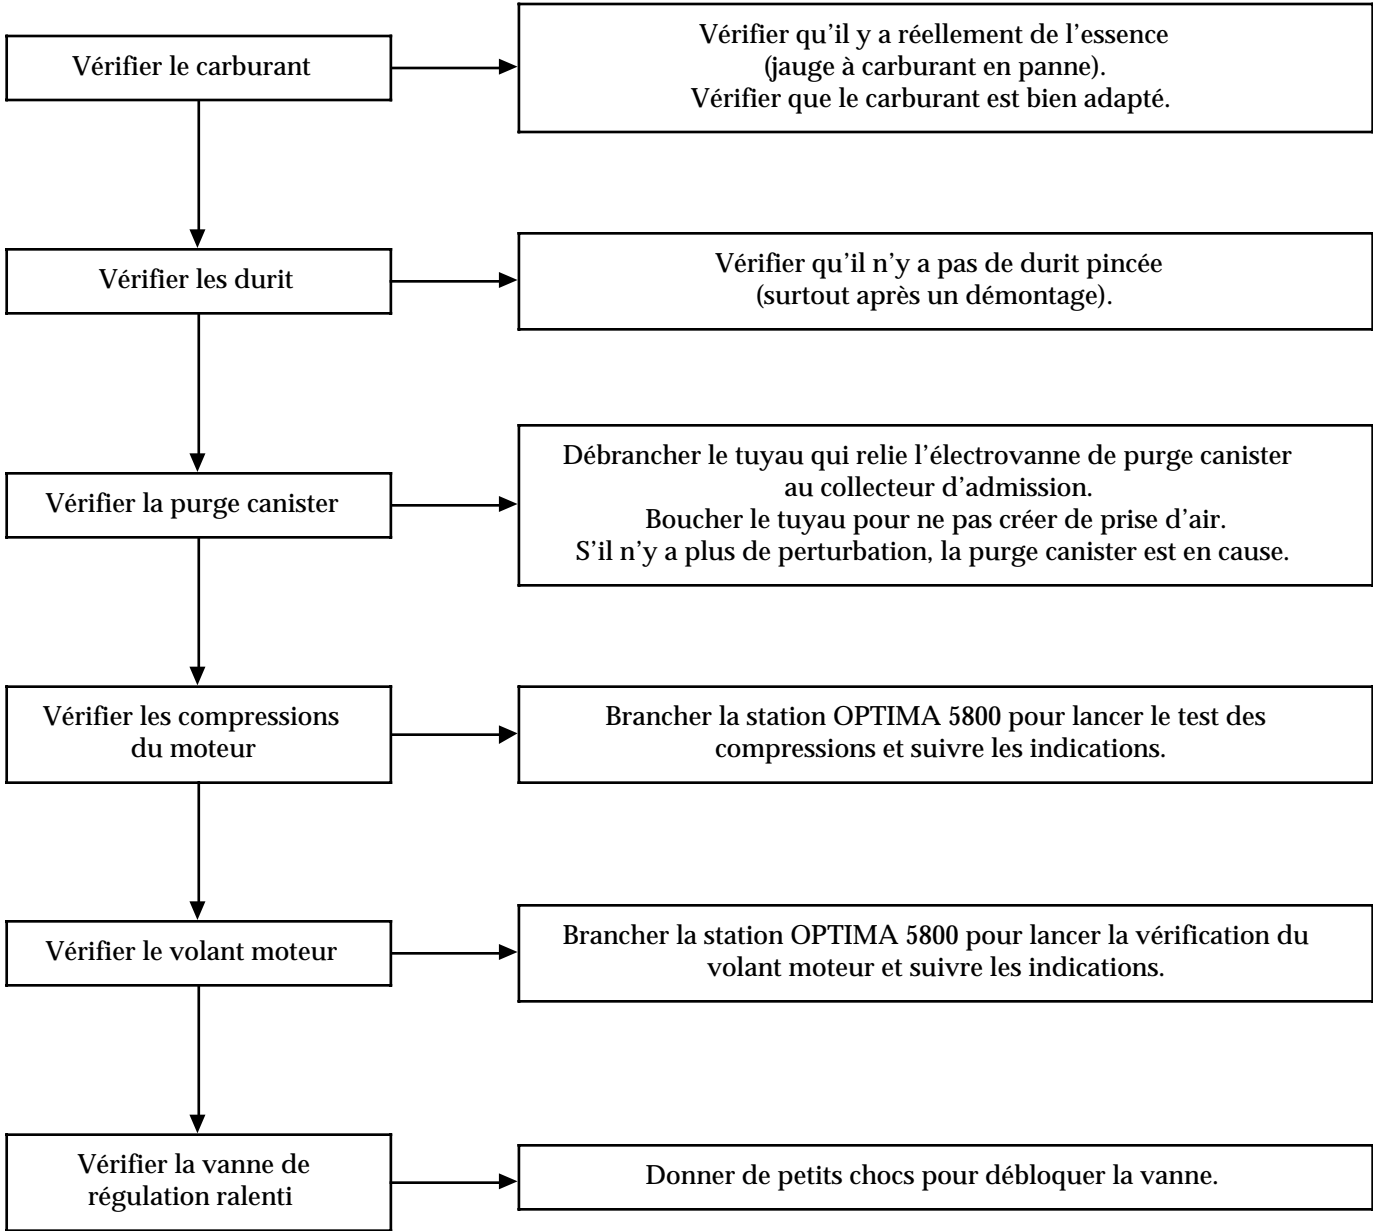 Vérifier le carburant
Vérifier qu’il y a réellement de l’essence
(jauge à carburant en panne).
Vérifier que le carburant est bien adapté.
Vérifier les durit
Vérifier qu’il n’y a pas de durit pincée
(surtout après un démontage).
Vérifier la purge canister
Débrancher le tuyau qui relie l’électrovanne de purge canister
au collecteur d’admission.
Boucher le tuyau pour ne pas créer de prise d’air.
S’il n’y a plus de perturbation, la purge canister est en cause.
Vérifier les compressions
du moteur
Brancher la station OPTIMA 5800 pour lancer le test des
compressions et suivre les indications.
Vérifier le volant moteur
Brancher la station OPTIMA 5800 pour lancer la vérification du
volant moteur et suivre les indications.
Vérifier la vanne de
régulation ralenti
Donner de petits chocs pour débloquer la vanne.